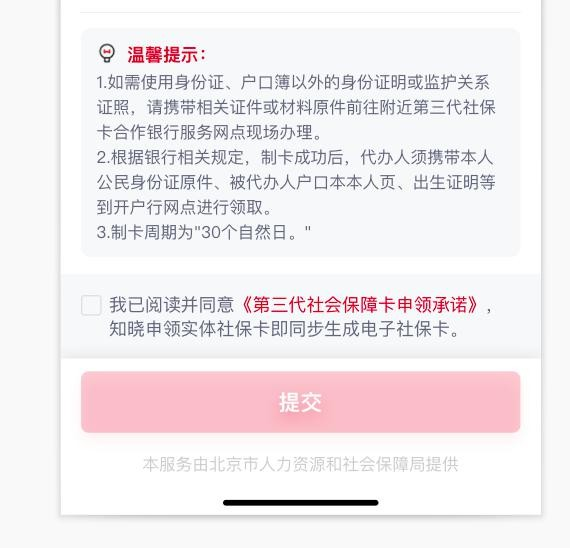 温馨提示：
1.如需使用身份证、户口簿以外的身份证明或监护关系
证照，请携带相关证件或材料原件前往附近第三代社保
卡合作银行服务网点现场办理。
2.根据银行相关规定，制卡成功后，代办人须携带本人
公民身份证原件、被代办人户口本本人页、出生证明等
到开户行网点进行领取。
3.制卡周期为"30个自然日。"
我已阅读并同意《第三代社会保障卡申领承诺》，
知晓申领实体社保卡即同步生成电子社保卡。
提交
本服务由北京市人力资源和社会保障局提供